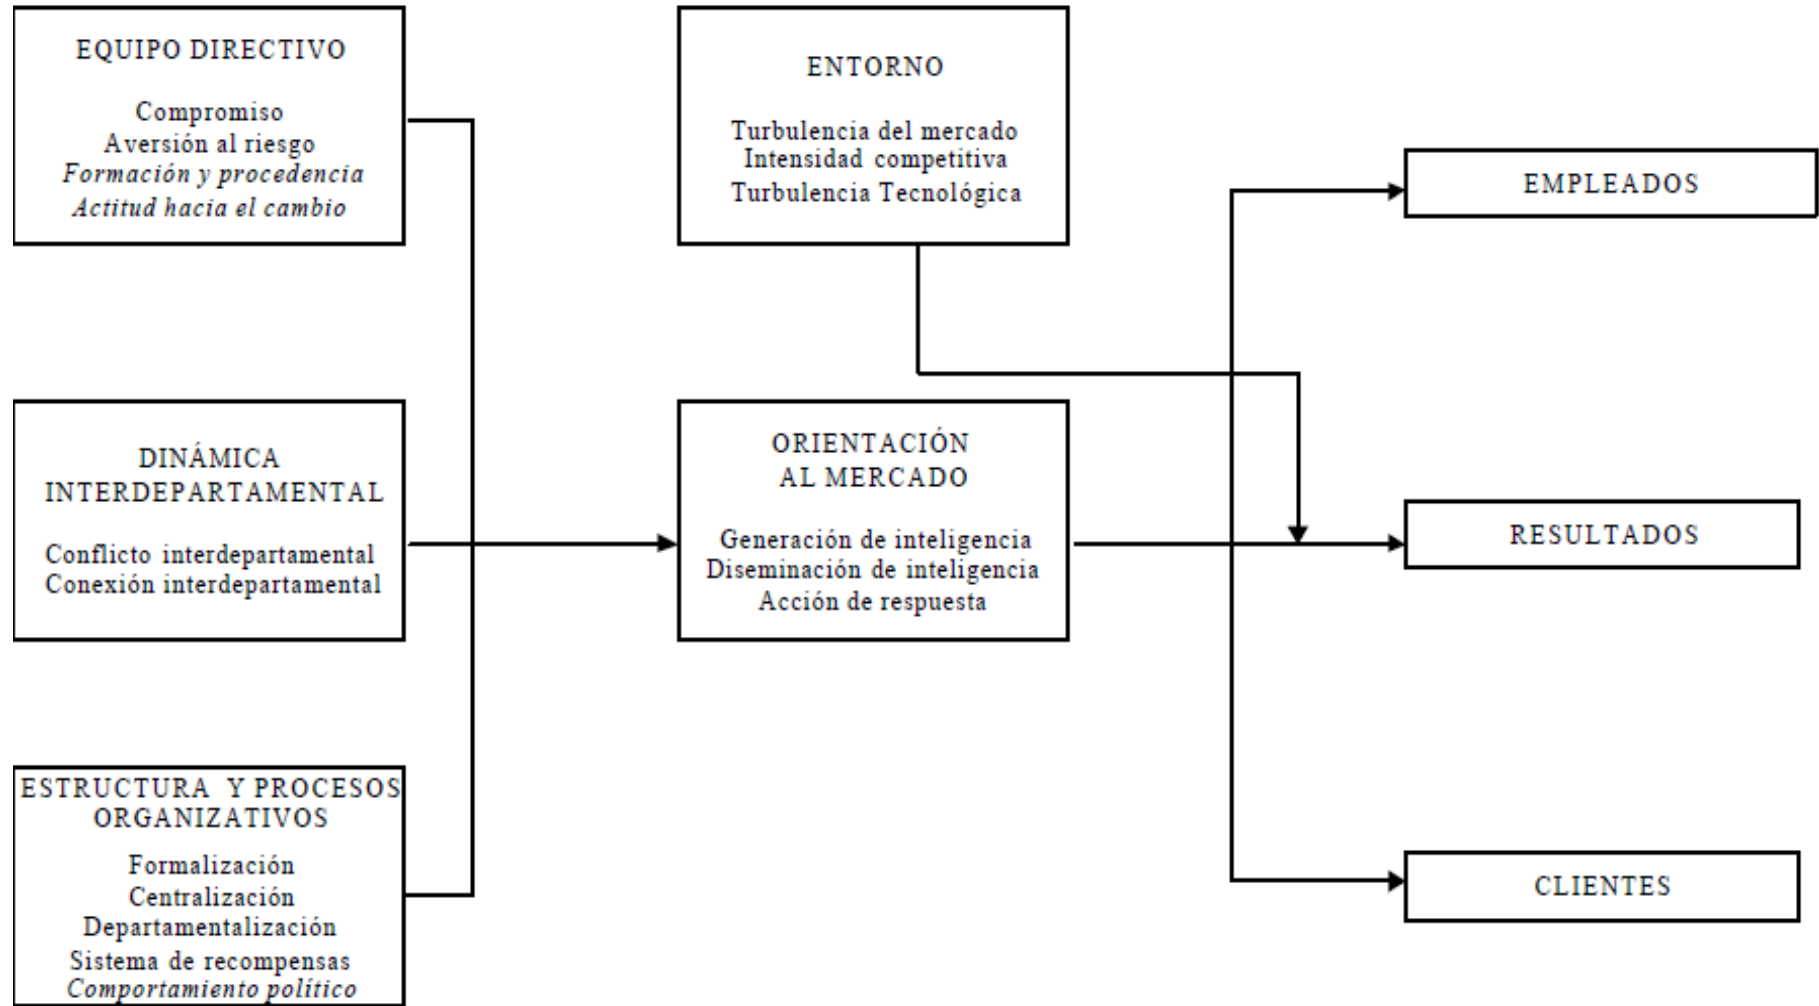 EQUIPO DIRECTIVO
Compromiso
Aversión al riesgo
Formación y procedencia
Actitud hacia el cambio
ENTORNO
Turbulencia del mercado
Intensidad competitiva
Turbulencia Tecnológica
EMPLEADOS
DINÁMICA
INTERDEPARTAMENTAL
Conflicto interdepartamental
Conexión interdepartamental
ORIENTACIÓN
AL MERCADO
Generación de inteligencia
Diseminación de inteligencia
Acción de respuesta
RESULTADOS
ESTRUCTURA Y PROCESOS
ORGANIZATIVOS
Formalización
Centralización
Departamentalización
Sistema de recompensas
Comportamiento político
CLIENTES